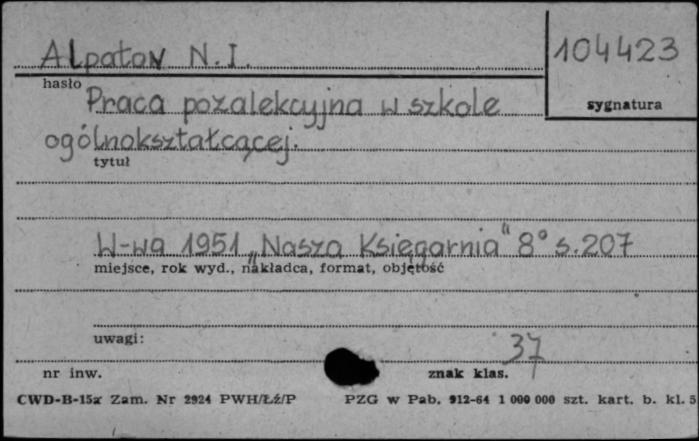 Alpatov N. I.
104423
hasło
sygnatura
Praca pozalekcyjna w szkole
ogólnokształcącej.
tytuł
W-wa 1951 „Nasza Księgarnia" 8° s. 207
miejsce, rok wyd., nakładca, format, objętość
uwagi:
37
nr inw.
znak klas.
CWD-B-15a Zam. Nr 2924 PWH/Łź/P PZG w Pab. 912-64 1 000 000 szt. kart. b. kl. 5